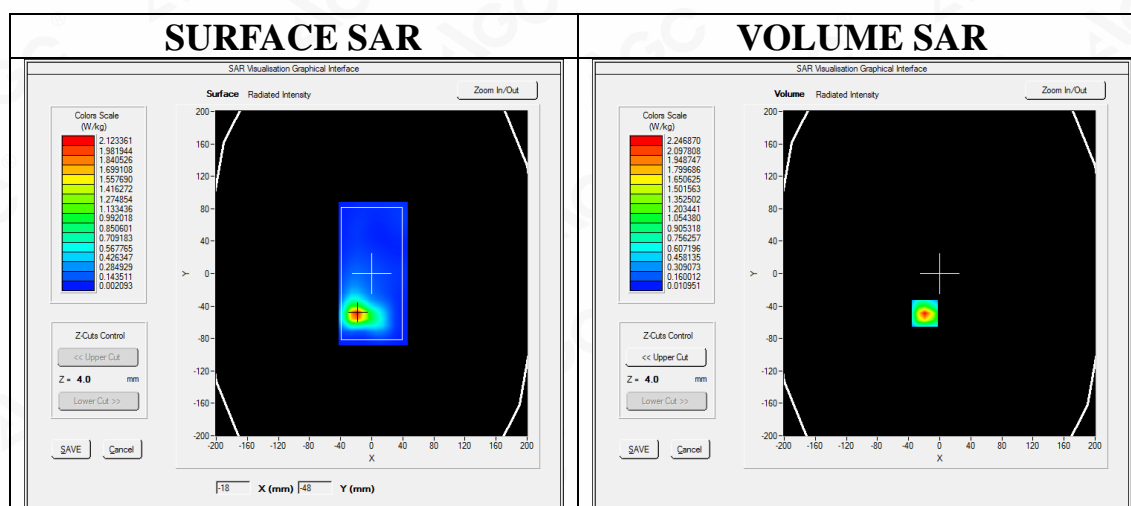 SURFACE SAR
VOLUME SAR
SAR Visualisation Graphical Interface
Surface Radiated Intensity
Zoom In/Out
Colors Scale
(W/kg)
2.123361
1.981944
1.840526
1.699108
1.557690
1.416272
1.274854
1.133436
0.992018
0.850601
0.709183
0.567765
0.426347
0.284929
0.143511
0.002093
Z-Cuts Control
<< Upper Cut
Z = 4.0 mm
Lower Cut >>
SAVE
Cancel
Y
200
160
120
80
40
0
-40
-80
-120
-160
-200
-200 -160 -120 -80 -40 0 40 80 120 160 200
X
-18 X (mm) -48 Y (mm)
SAR Visualisation Graphical Interface
Volume Radiated Intensity
Zoom In/Out
Colors Scale
(W/kg)
2.246870
2.097808
1.948747
1.799686
1.650625
1.501563
1.352502
1.203441
1.054380
0.905318
0.756257
0.607196
0.458135
0.309073
0.160012
0.010951
Z-Cuts Control
<< Upper Cut
Z = 4.0 mm
Lower Cut >>
SAVE
Cancel
Y
200
160
120
80
40
0
-40
-80
-120
-160
-200
-200 -160 -120 -80 -40 0 40 80 120 160 200
X